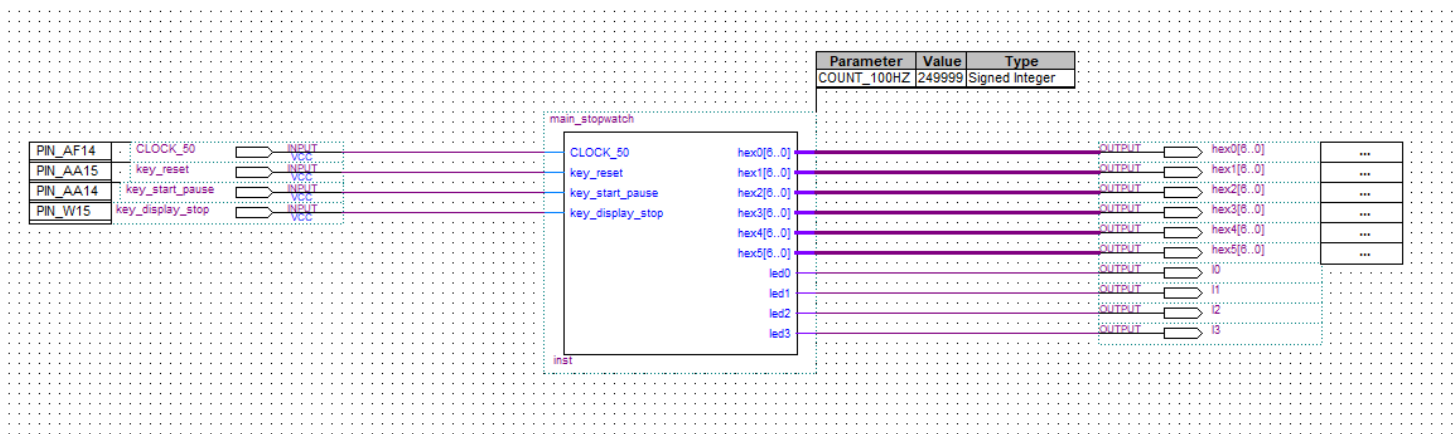 Parameter Value Type
COUNT_100HZ 249999 Signed Integer
main_stopwatch
PIN_AF14 CLOCK_50 INPUT VCC CLOCK_50 hex0[6..0] OUTPUT hex0[6..0] ...
PIN_AA15 key_reset INPUT VCC key_reset hex1[6..0] OUTPUT hex1[6..0] ...
PIN_AA14 key_start_pause INPUT VCC key_start_pause hex2[6..0] OUTPUT hex2[6..0] ...
PIN_W15 key_display_stop INPUT VCC key_display_stop hex3[6..0] OUTPUT hex3[6..0] ...
hex4[6..0] OUTPUT hex4[6..0] ...
hex5[6..0] OUTPUT hex5[6..0] ...
led0 OUTPUT l0
led1 OUTPUT l1
led2 OUTPUT l2
led3 OUTPUT l3
inst